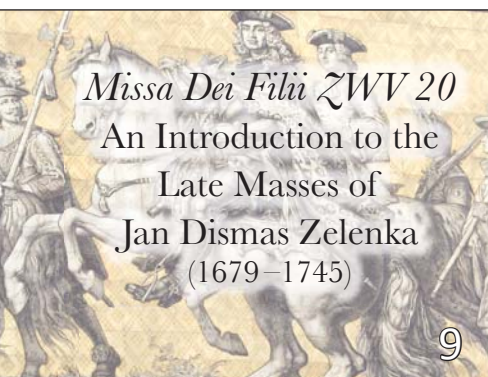 Missa Dei Filii ZWV 20
An Introduction to the
Late Masses of
Jan Dismas Zelenka
(1679–1745)
9